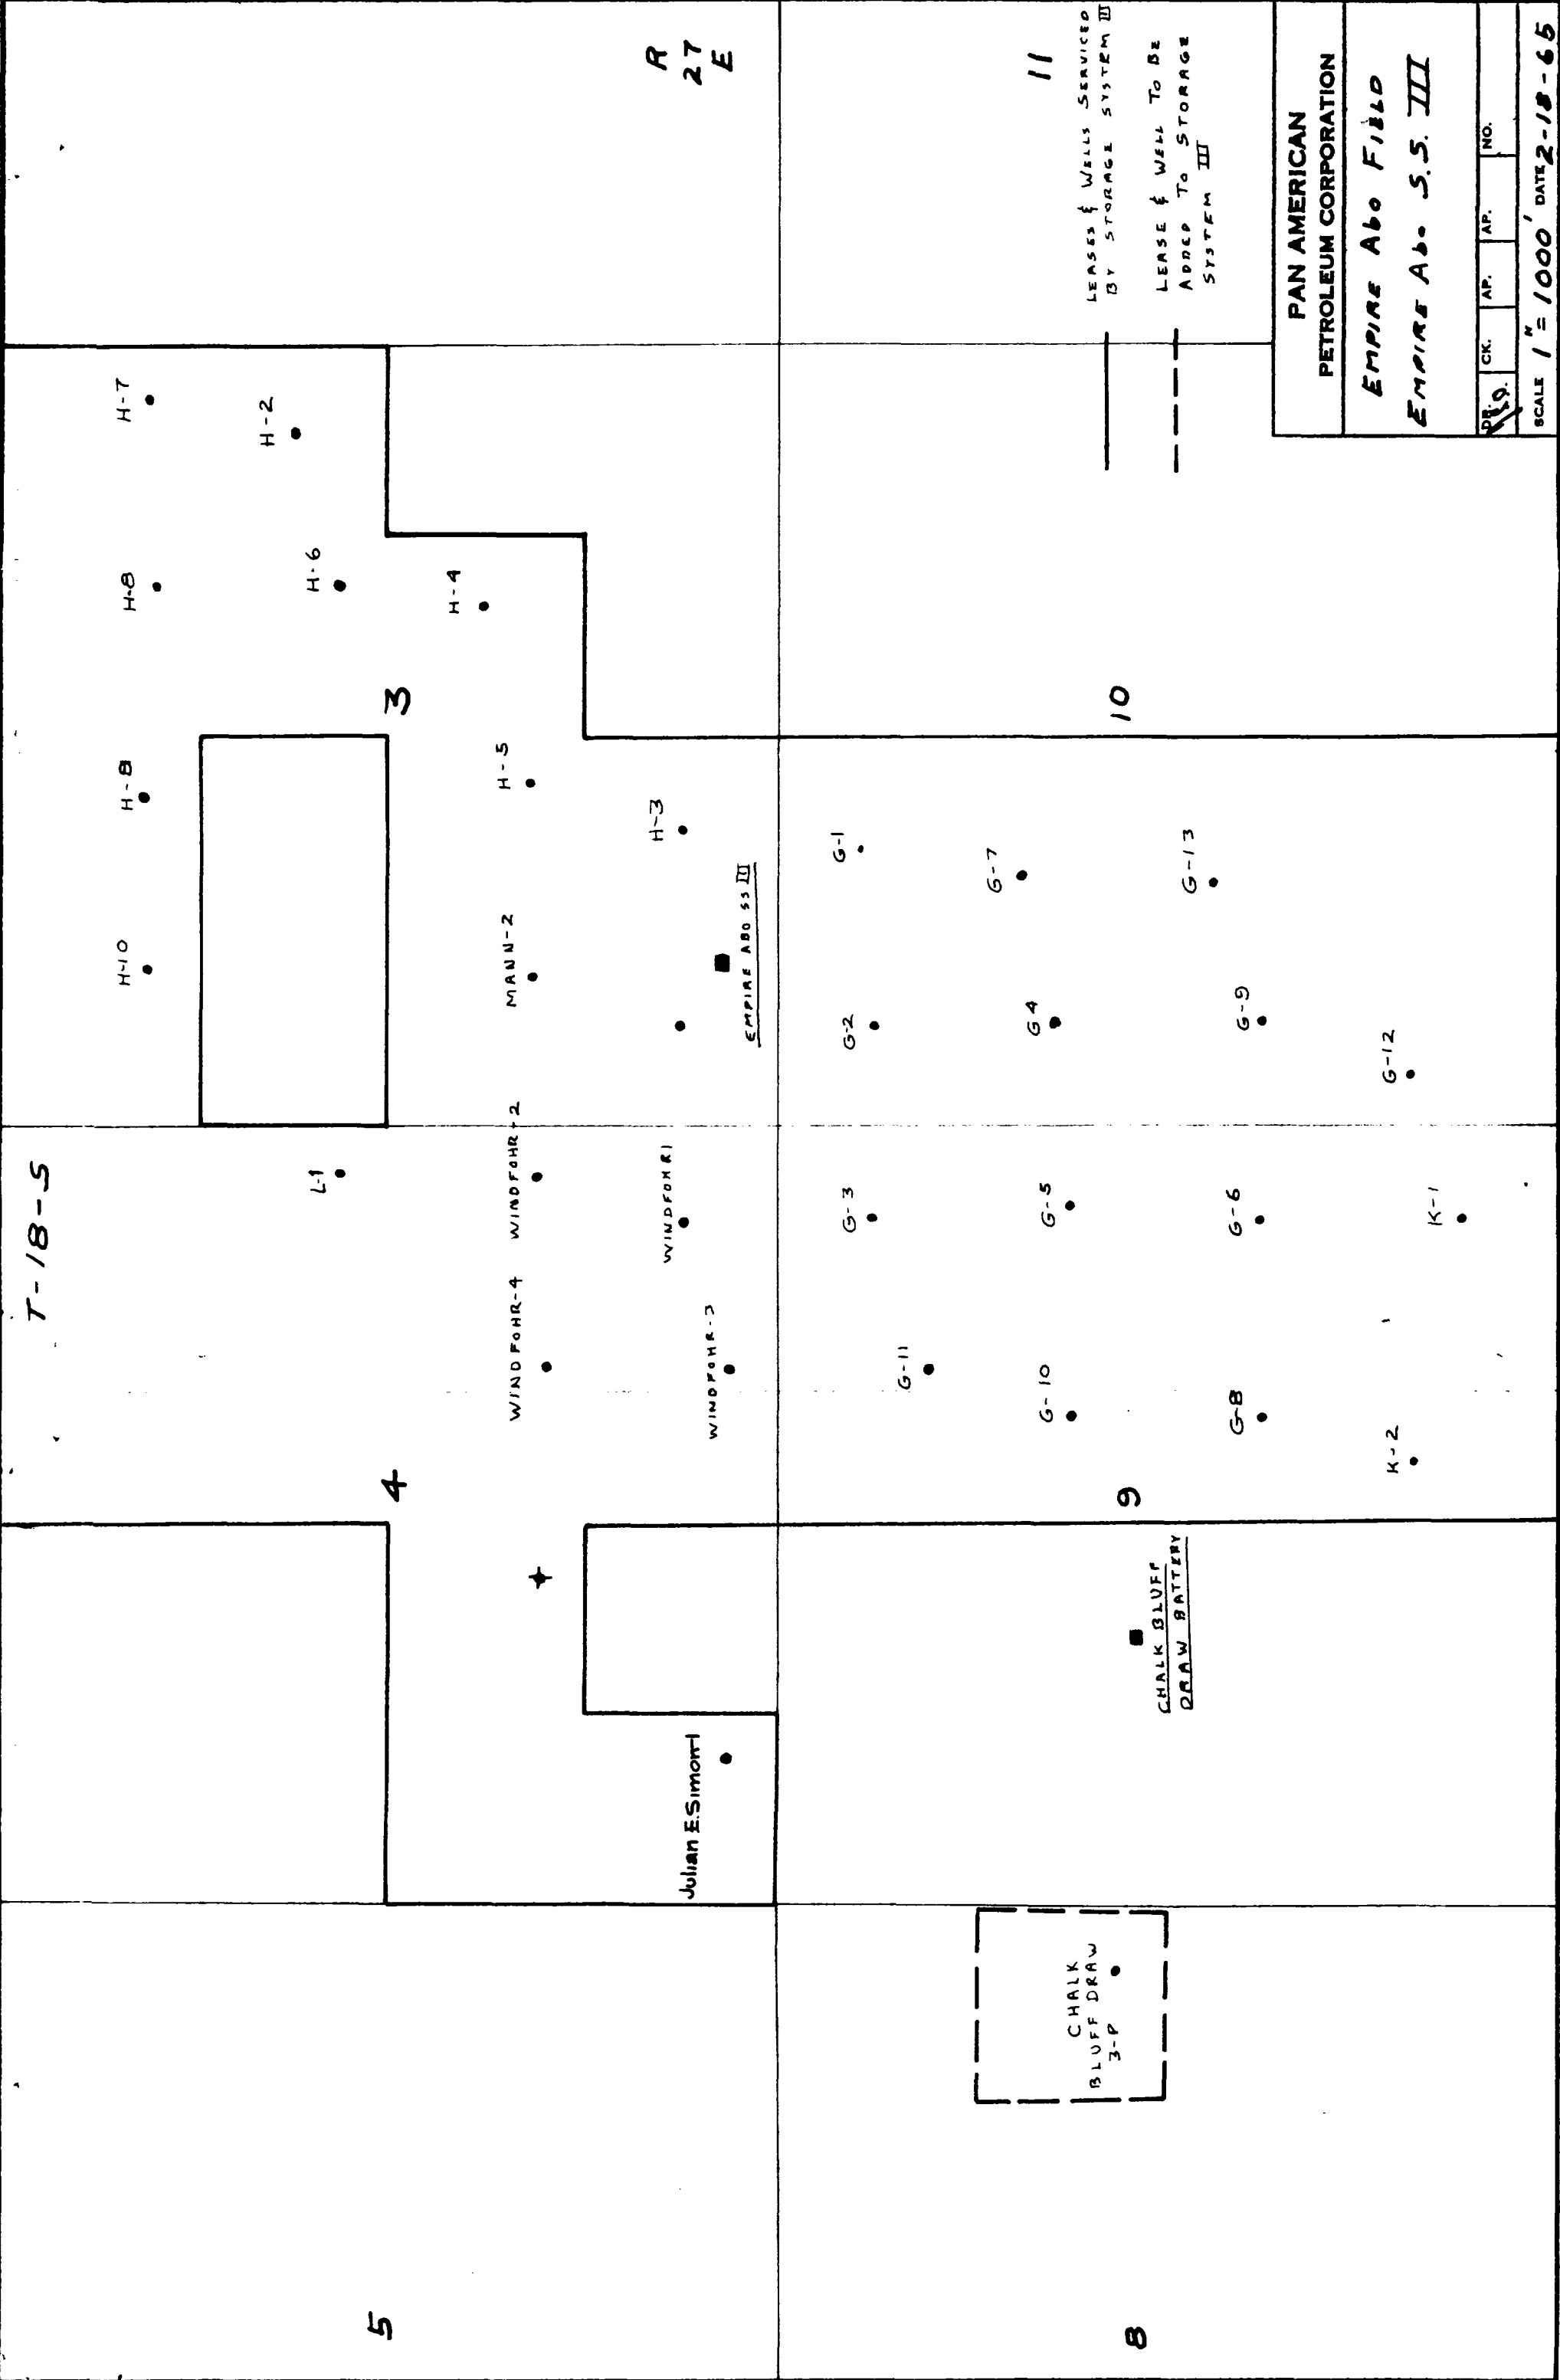 T-18-S
H-10
H-8
H-8
H-7
H-2
L-1
H-6
5
4
3
H-4
WINDFOHR-4
WINDFOHR-2
MANN-2
H-5
Julian E. Simon-1
WINDFOHR-3
WINDFOHR 1
H-3
EMPIRE ABO SS III
R
27
E
G-11
G-3
G-2
G-1
G-10
G-5
G-4
G-7
CHALK
BLUFF DRAW
3-P
8
9
10
11
CHALK BLUFF
DRAW BATTERY
G-8
G-6
G-9
G-13
K-2
K-1
G-12
LEASES & WELLS SERVICED
BY STORAGE SYSTEM III
LEASE & WELL TO BE
ADDED TO STORAGE
SYSTEM III
PAN AMERICAN
PETROLEUM CORPORATION
EMPIRE Abo FIELD
EMPIRE Abo S.S. III
DR. CK. AP. AP. NO.
SCALE 1" = 1000' DATE 2-18-65